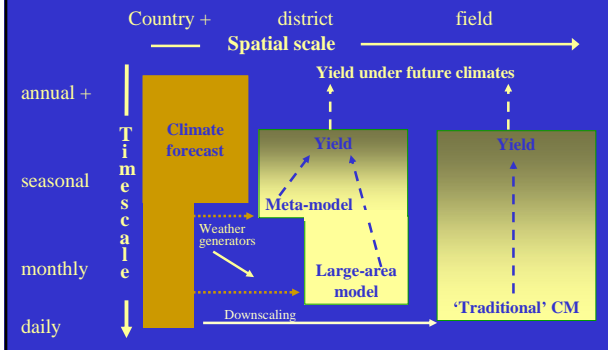 Country + district field
Spatial scale
Yield under future climates
annual +
Timescale
Climate
forecast
Yield
Yield
seasonal
Meta-model
Weather
generators
monthly
Large-area
model
'Traditional' CM
Downscaling
daily